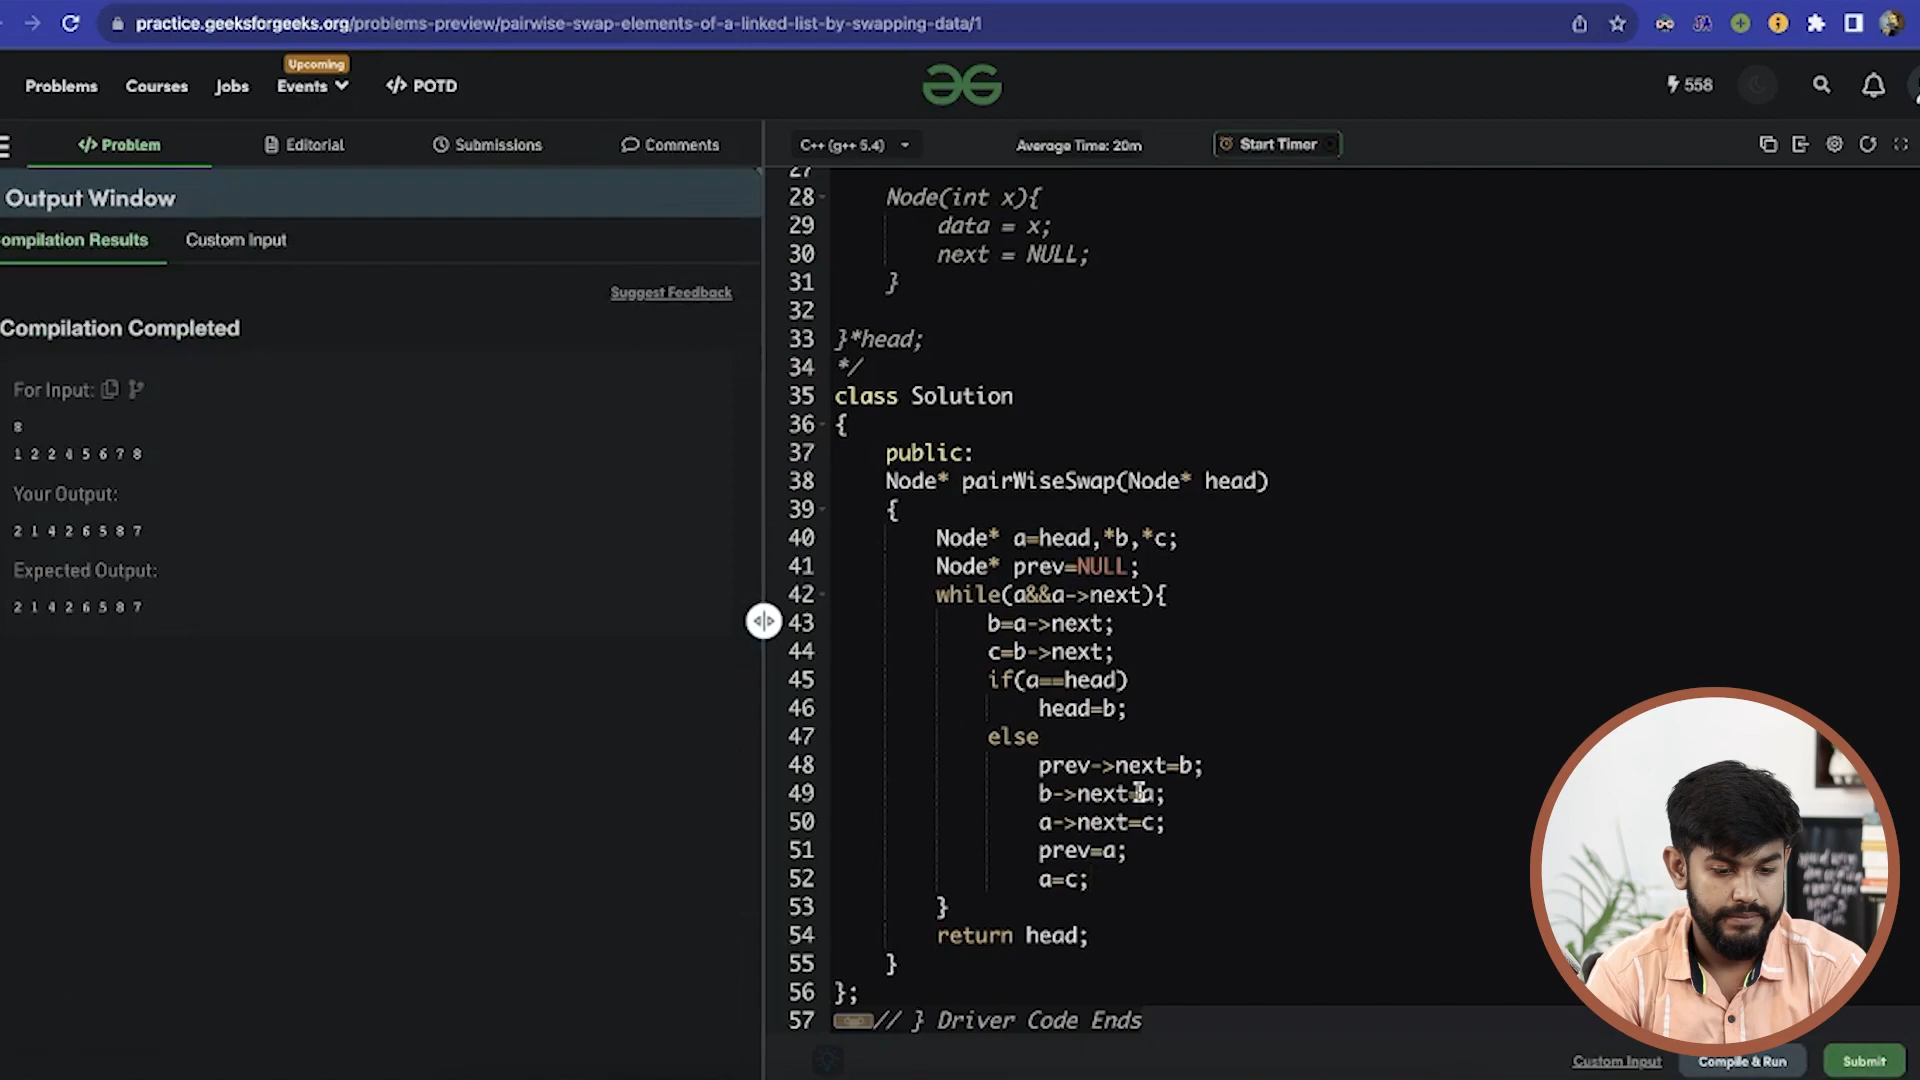 practice.geeksforgeeks.org/problems-preview/pairwise-swap-elements-of-a-linked-list-by-swapping-data/1
Problems
Courses
Jobs
Upcoming
Events
</> POTD
558
</> Problem
Editorial
Submissions
Comments
Output Window
ompilation Results
Custom Input
Suggest Feedback
Compilation Completed
For Input:
8
1 2 2 4 5 6 7 8
Your Output:
2 1 4 2 6 5 8 7
Expected Output:
2 1 4 2 6 5 8 7
C++ (g++ 5.4)
Average Time: 20m
Start Timer
27
28 Node(int x){
29 data = x;
30 next = NULL;
31 }
32
33 }*head;
34 */
35 class Solution
36 {
37 public:
38 Node* pairWiseSwap(Node* head)
39 {
40 Node* a=head,*b,*c;
41 Node* prev=NULL;
42 while(a&&a->next){
43 b=a->next;
44 c=b->next;
45 if(a==head)
46 head=b;
47 else
48 prev->next=b;
49 b->next=a;
50 a->next=c;
51 prev=a;
52 a=c;
53 }
54 return head;
55 }
56 };
57 // } Driver Code Ends
Custom Input
Compile & Run
Submit